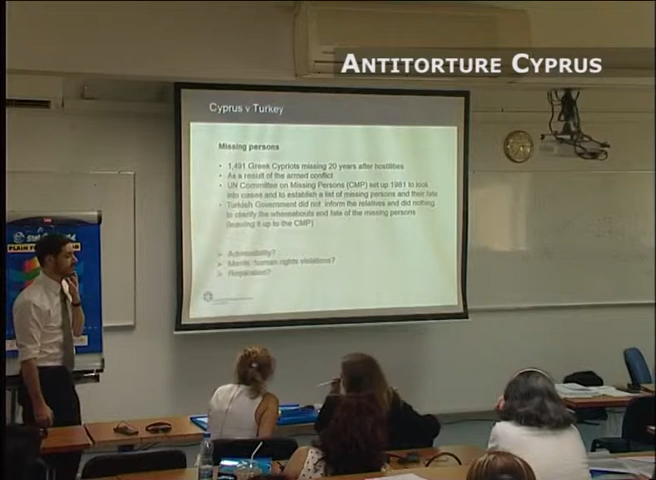 ANTITORTURE CYPRUS
Cyprus v Turkey
Missing persons
• 1,491 Greek Cypriots missing 20 years after hostilities
• As a result of the armed conflict
• UN Committee on Missing Persons (CMP) set up 1981 to look
into cases and to establish a list of missing persons and their fate
• Turkish Government did not inform the relatives and did nothing
to clarify the whereabouts and fate of the missing persons
(leaving it up to the CMP)
➢ Admissibility?
➢ Merits: human rights violations?
➢ Reparation?